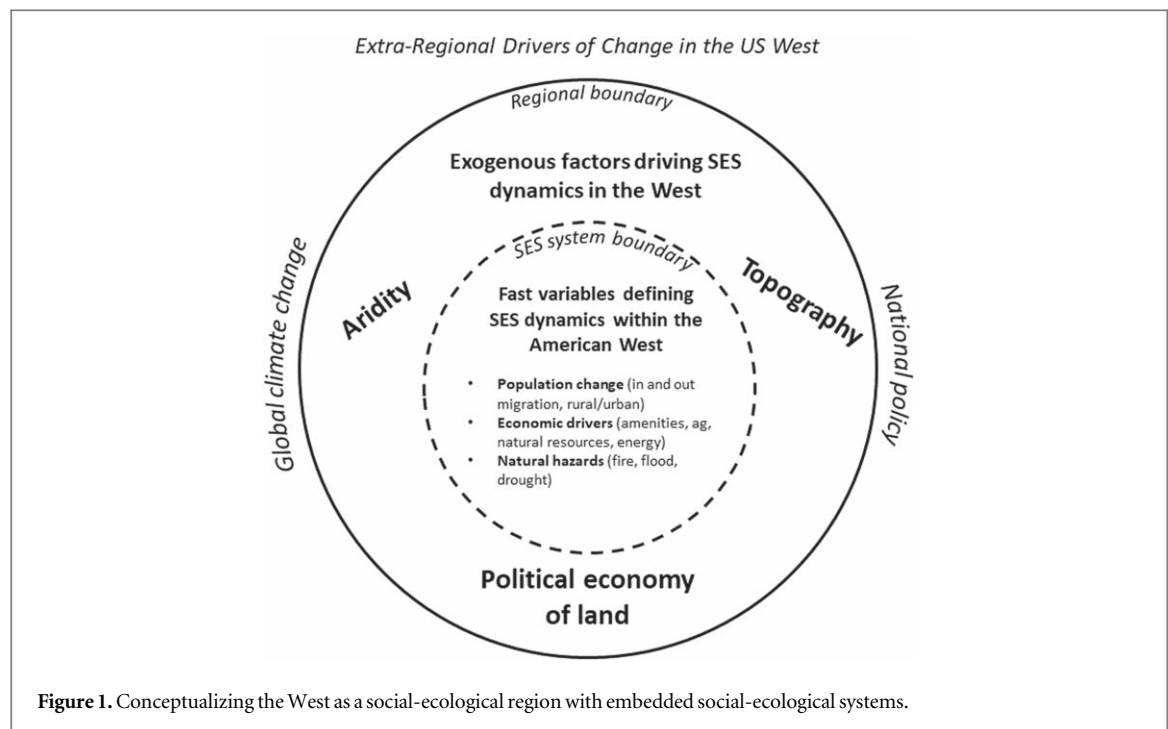 Extra-Regional Drivers of Change in the US West
Regional boundary
Exogenous factors driving SES
dynamics in the West
SES system boundary
Global climate change
Aridity
Topography
National policy
Fast variables defining
SES dynamics within the
American West
• Population change (in and out
migration, rural/urban)
• Economic drivers (amenities, ag,
natural resources, energy)
• Natural hazards (fire, flood,
drought)
Political economy
of land
Figure 1. Conceptualizing the West as a social-ecological region with embedded social-ecological systems.